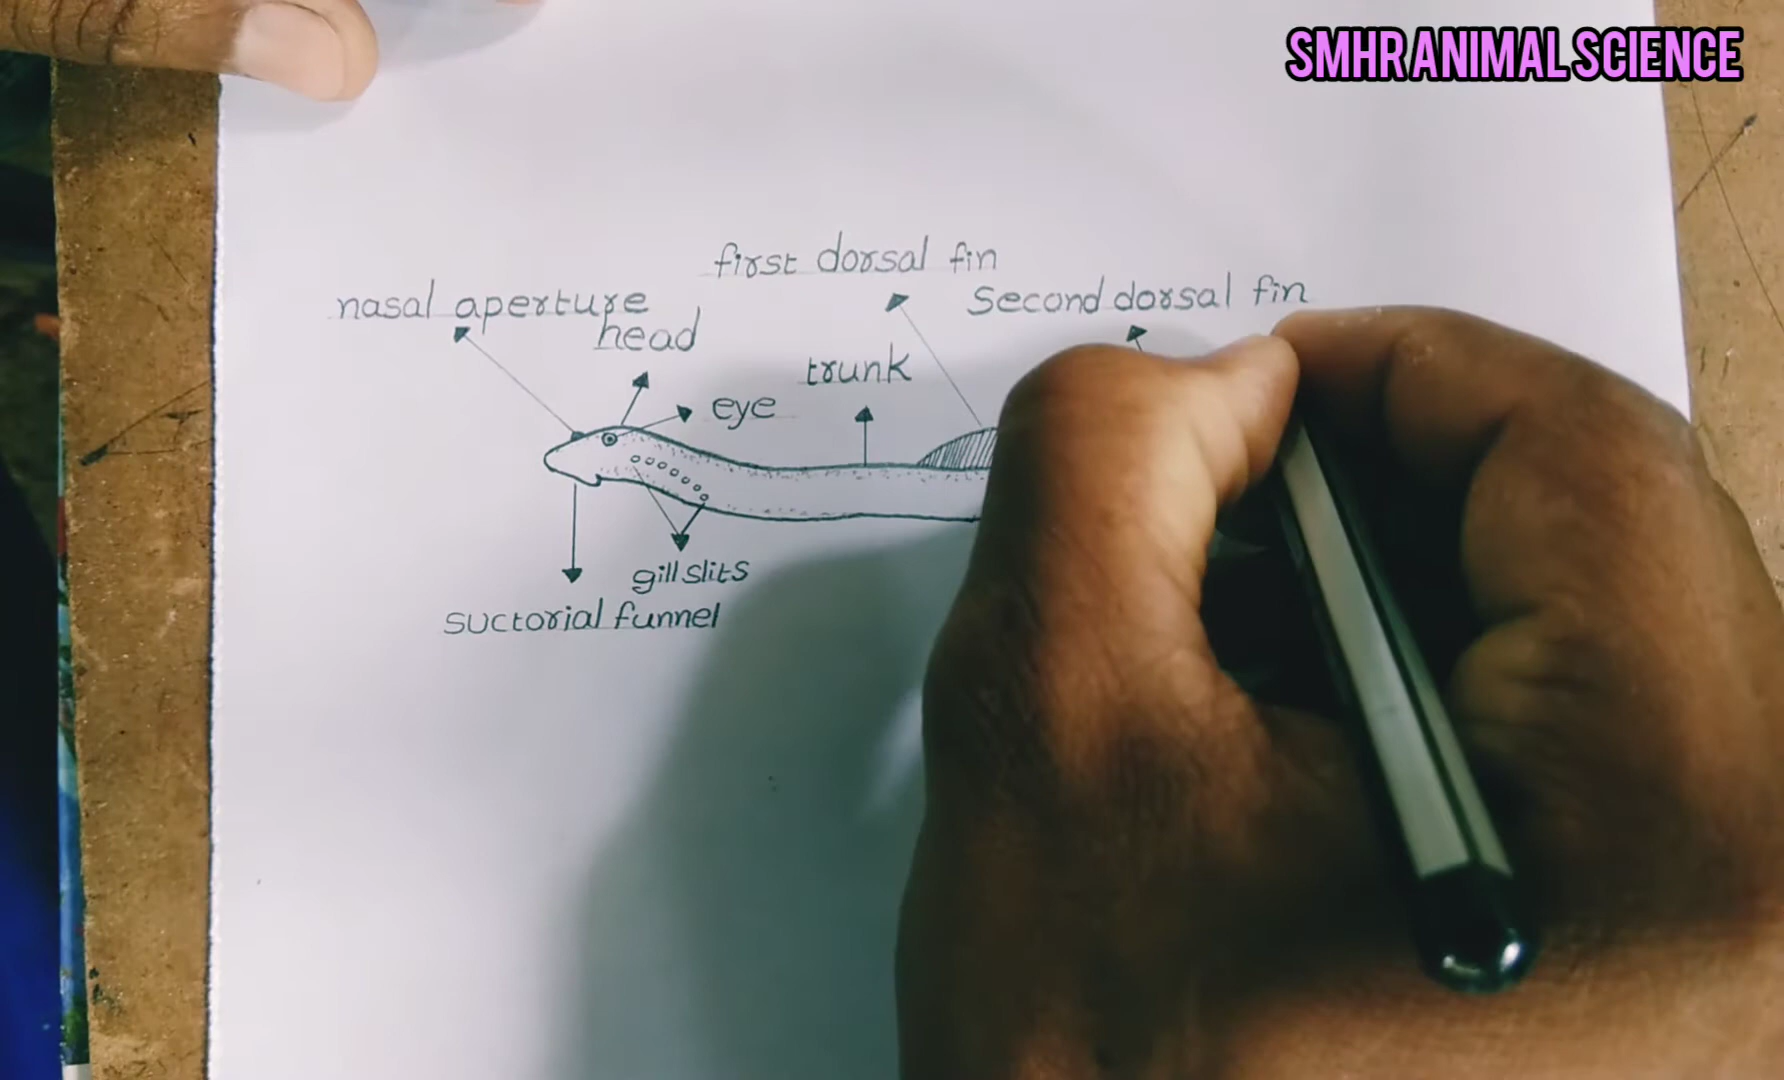 SMHR ANIMAL SCIENCE
first dorsal fin
Second dorsal fin
nasal aperture
head
trunk
eye
gill slits
suctorial funnel